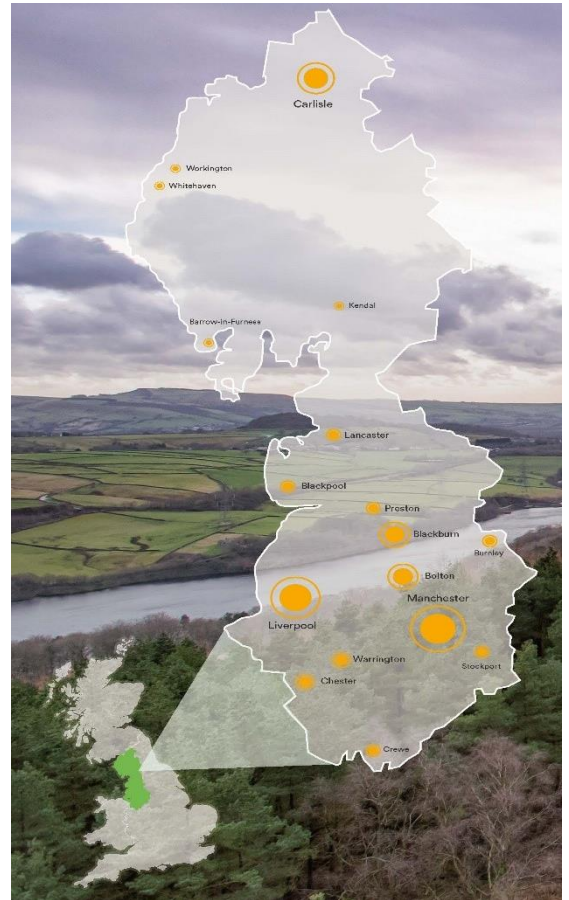 Carlisle
Workington
Whitehaven
Kendal
Barrow-in-Furness
Lancaster
Blackpool
Preston
Blackburn
Burnley
Bolton
Manchester
Liverpool
Stockport
Warrington
Chester
Crewe